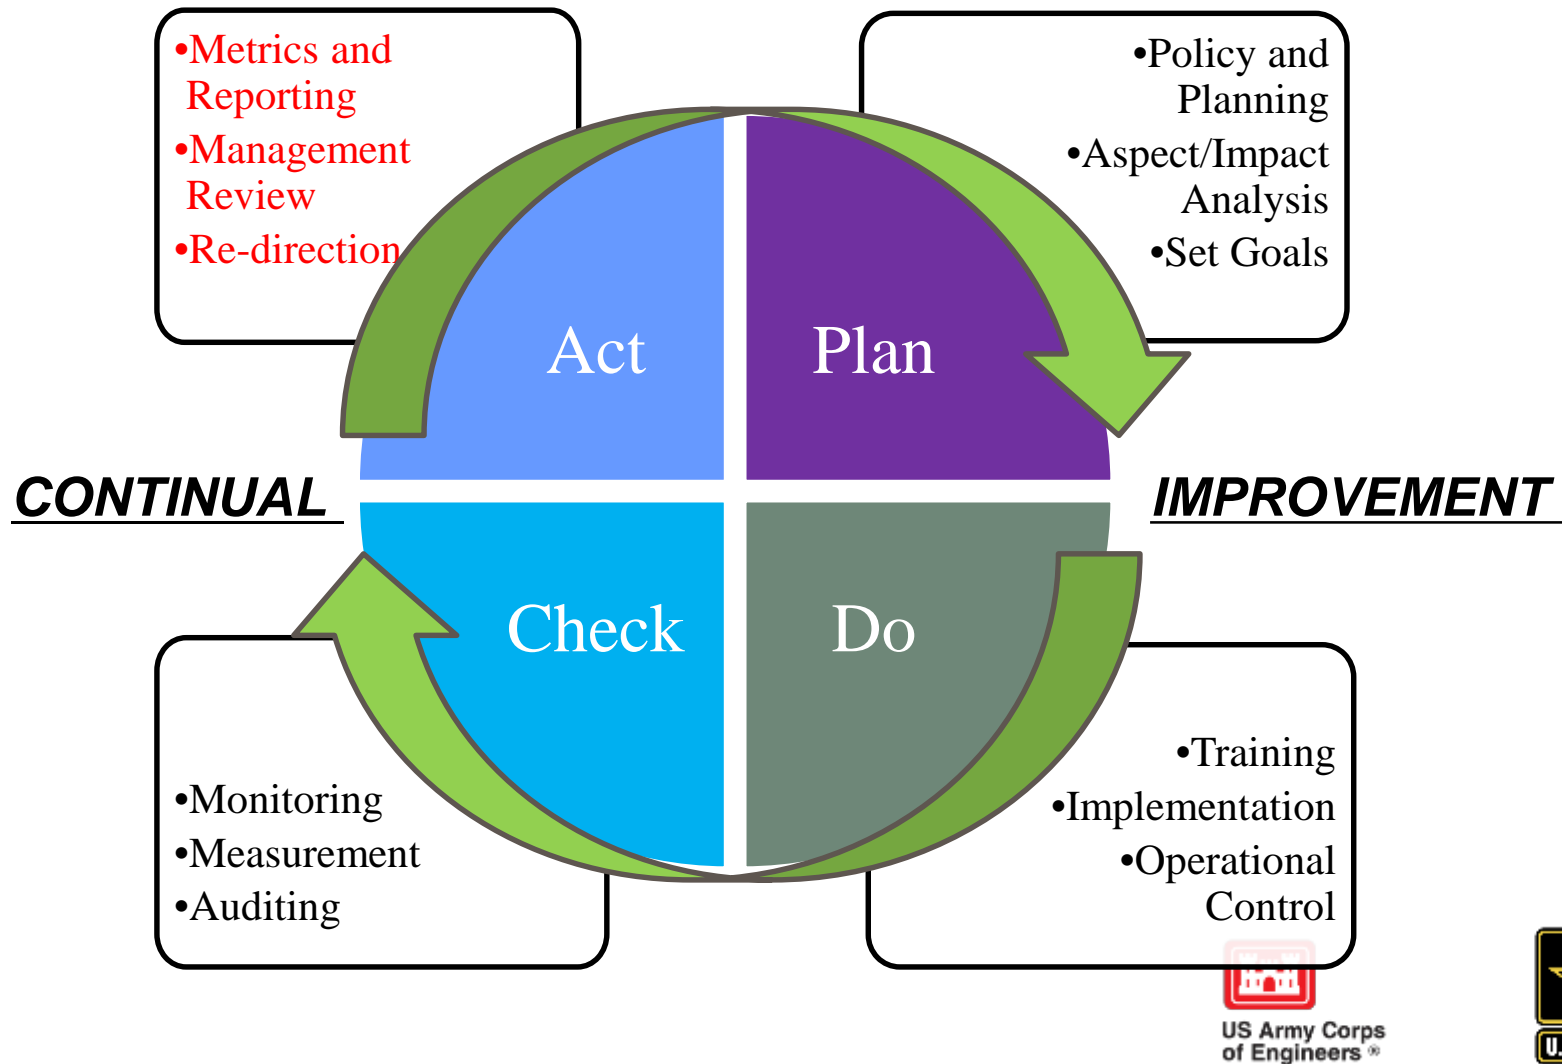 •Metrics and
Reporting
•Management
Review
•Re-direction
•Policy and
Planning
•Aspect/Impact
Analysis
•Set Goals
Act
Plan
CONTINUAL
IMPROVEMENT
Check
Do
•Monitoring
•Measurement
•Auditing
•Training
•Implementation
•Operational
Control
US Army Corps
of Engineers ®
U.